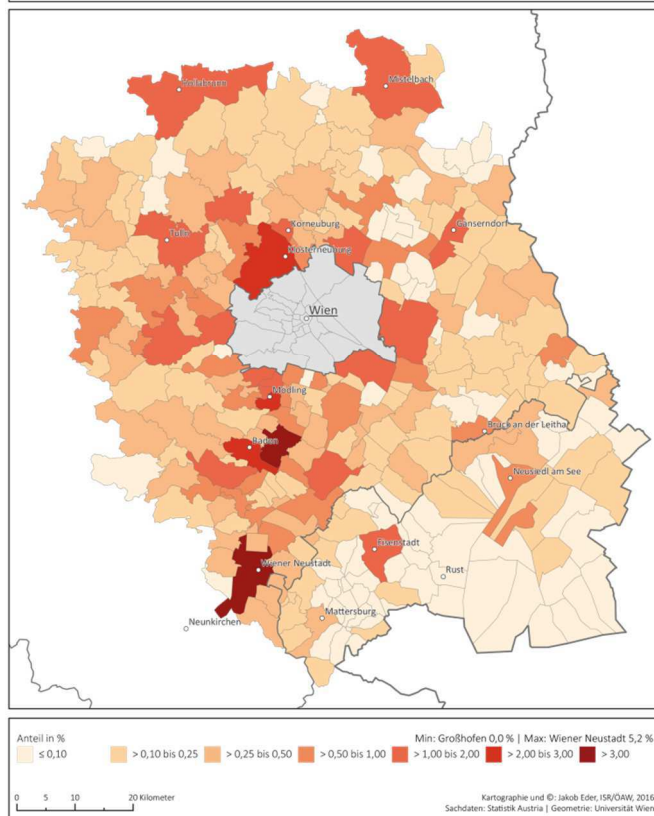 Hollabrunn
Mistelbach
Korneuburg
Gänserndorf
Tulln
Klosterneuburg
Wien
Mödling
Bruck an der Leitha
Baden
Neusiedl am See
Eisenstadt
Wiener Neustadt
Rust
Mattersburg
Neunkirchen
Anteil in %
Min: Großhofen 0,0 % | Max: Wiener Neustadt 5,2 %
≤ 0,10 > 0,10 bis 0,25 > 0,25 bis 0,50 > 0,50 bis 1,00 > 1,00 bis 2,00 > 2,00 bis 3,00 > 3,00
0 5 10 20 Kilometer
Kartographie und ©: Jakob Eder, ISR/ÖAW, 2016
Sachdaten: Statistik Austria | Geometrie: Universität Wien